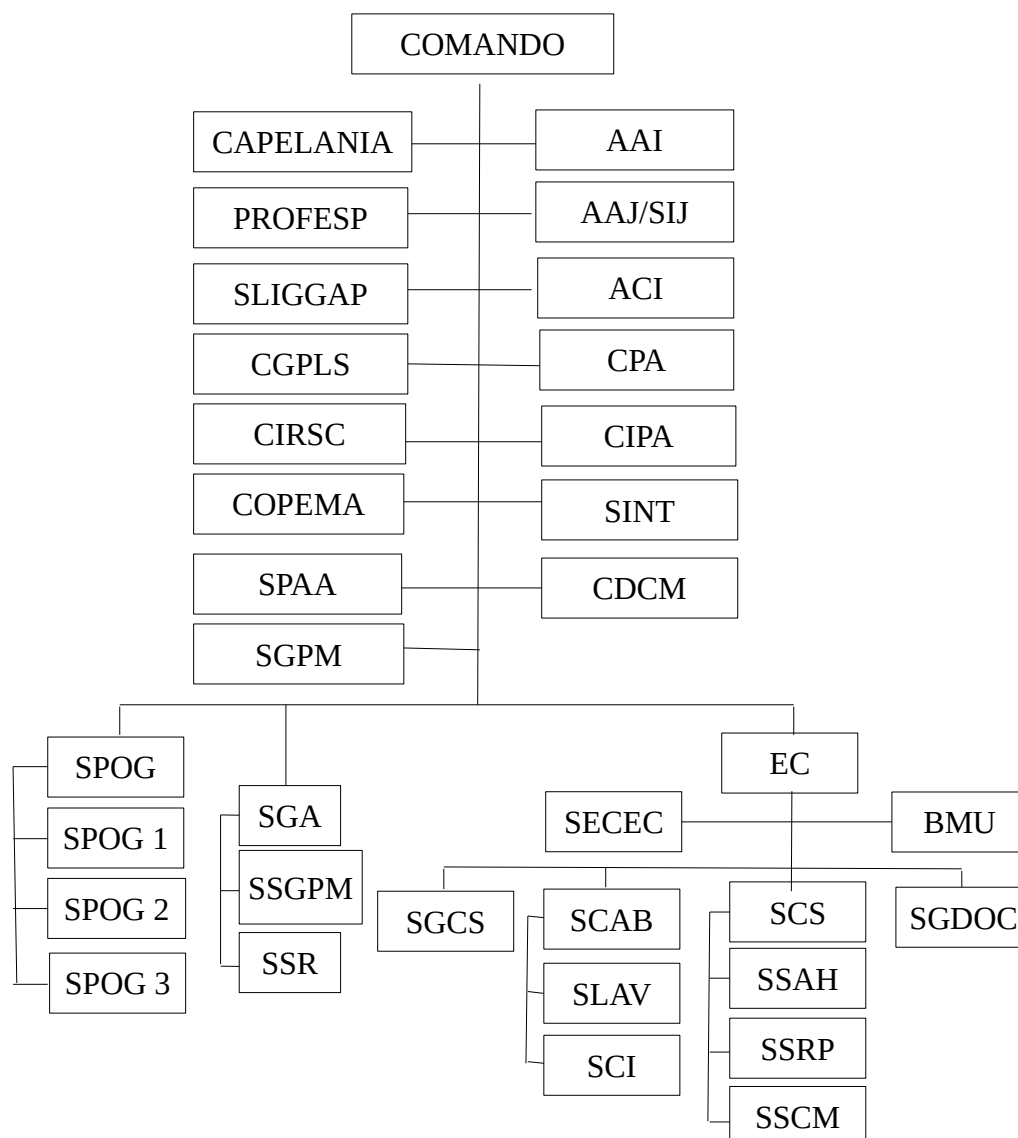 COMANDO
CAPELANIA
AAI
PROFESP
AAJ/SIJ
SLIGGAP
ACI
CGPLS
CPA
CIRSC
CIPA
COPEMA
SINT
SPAA
CDCM
SGPM
SPOG
SPOG 1
SPOG 2
SPOG 3
SGA
SSGPM
SSR
EC
SECEC
BMU
SGCS
SCAB
SLAV
SCI
SCS
SSAH
SSRP
SSCM
SGDOC